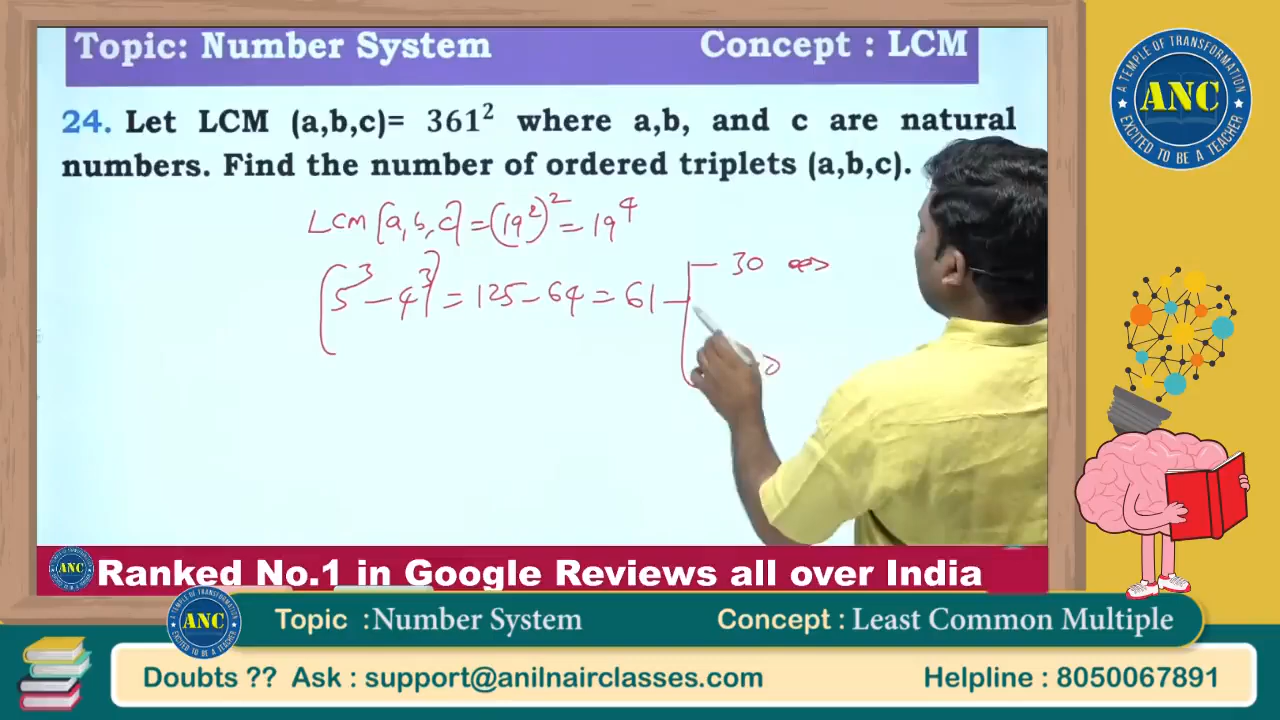 Topic: Number System Concept : LCM
24. Let LCM (a,b,c)= 361² where a,b, and c are natural
numbers. Find the number of ordered triplets (a,b,c).
LCM[a,b,c] = (19²)² = 19⁴
[5³ - 4³] = 125 - 64 = 61
30
A TEMPLE OF TRANSFORMATION
ANC
EXCITED TO BE A TEACHER
ANC Ranked No.1 in Google Reviews all over India
ANC
Topic : Number System Concept : Least Common Multiple
Doubts ?? Ask : support@anilnairclasses.com Helpline : 8050067891